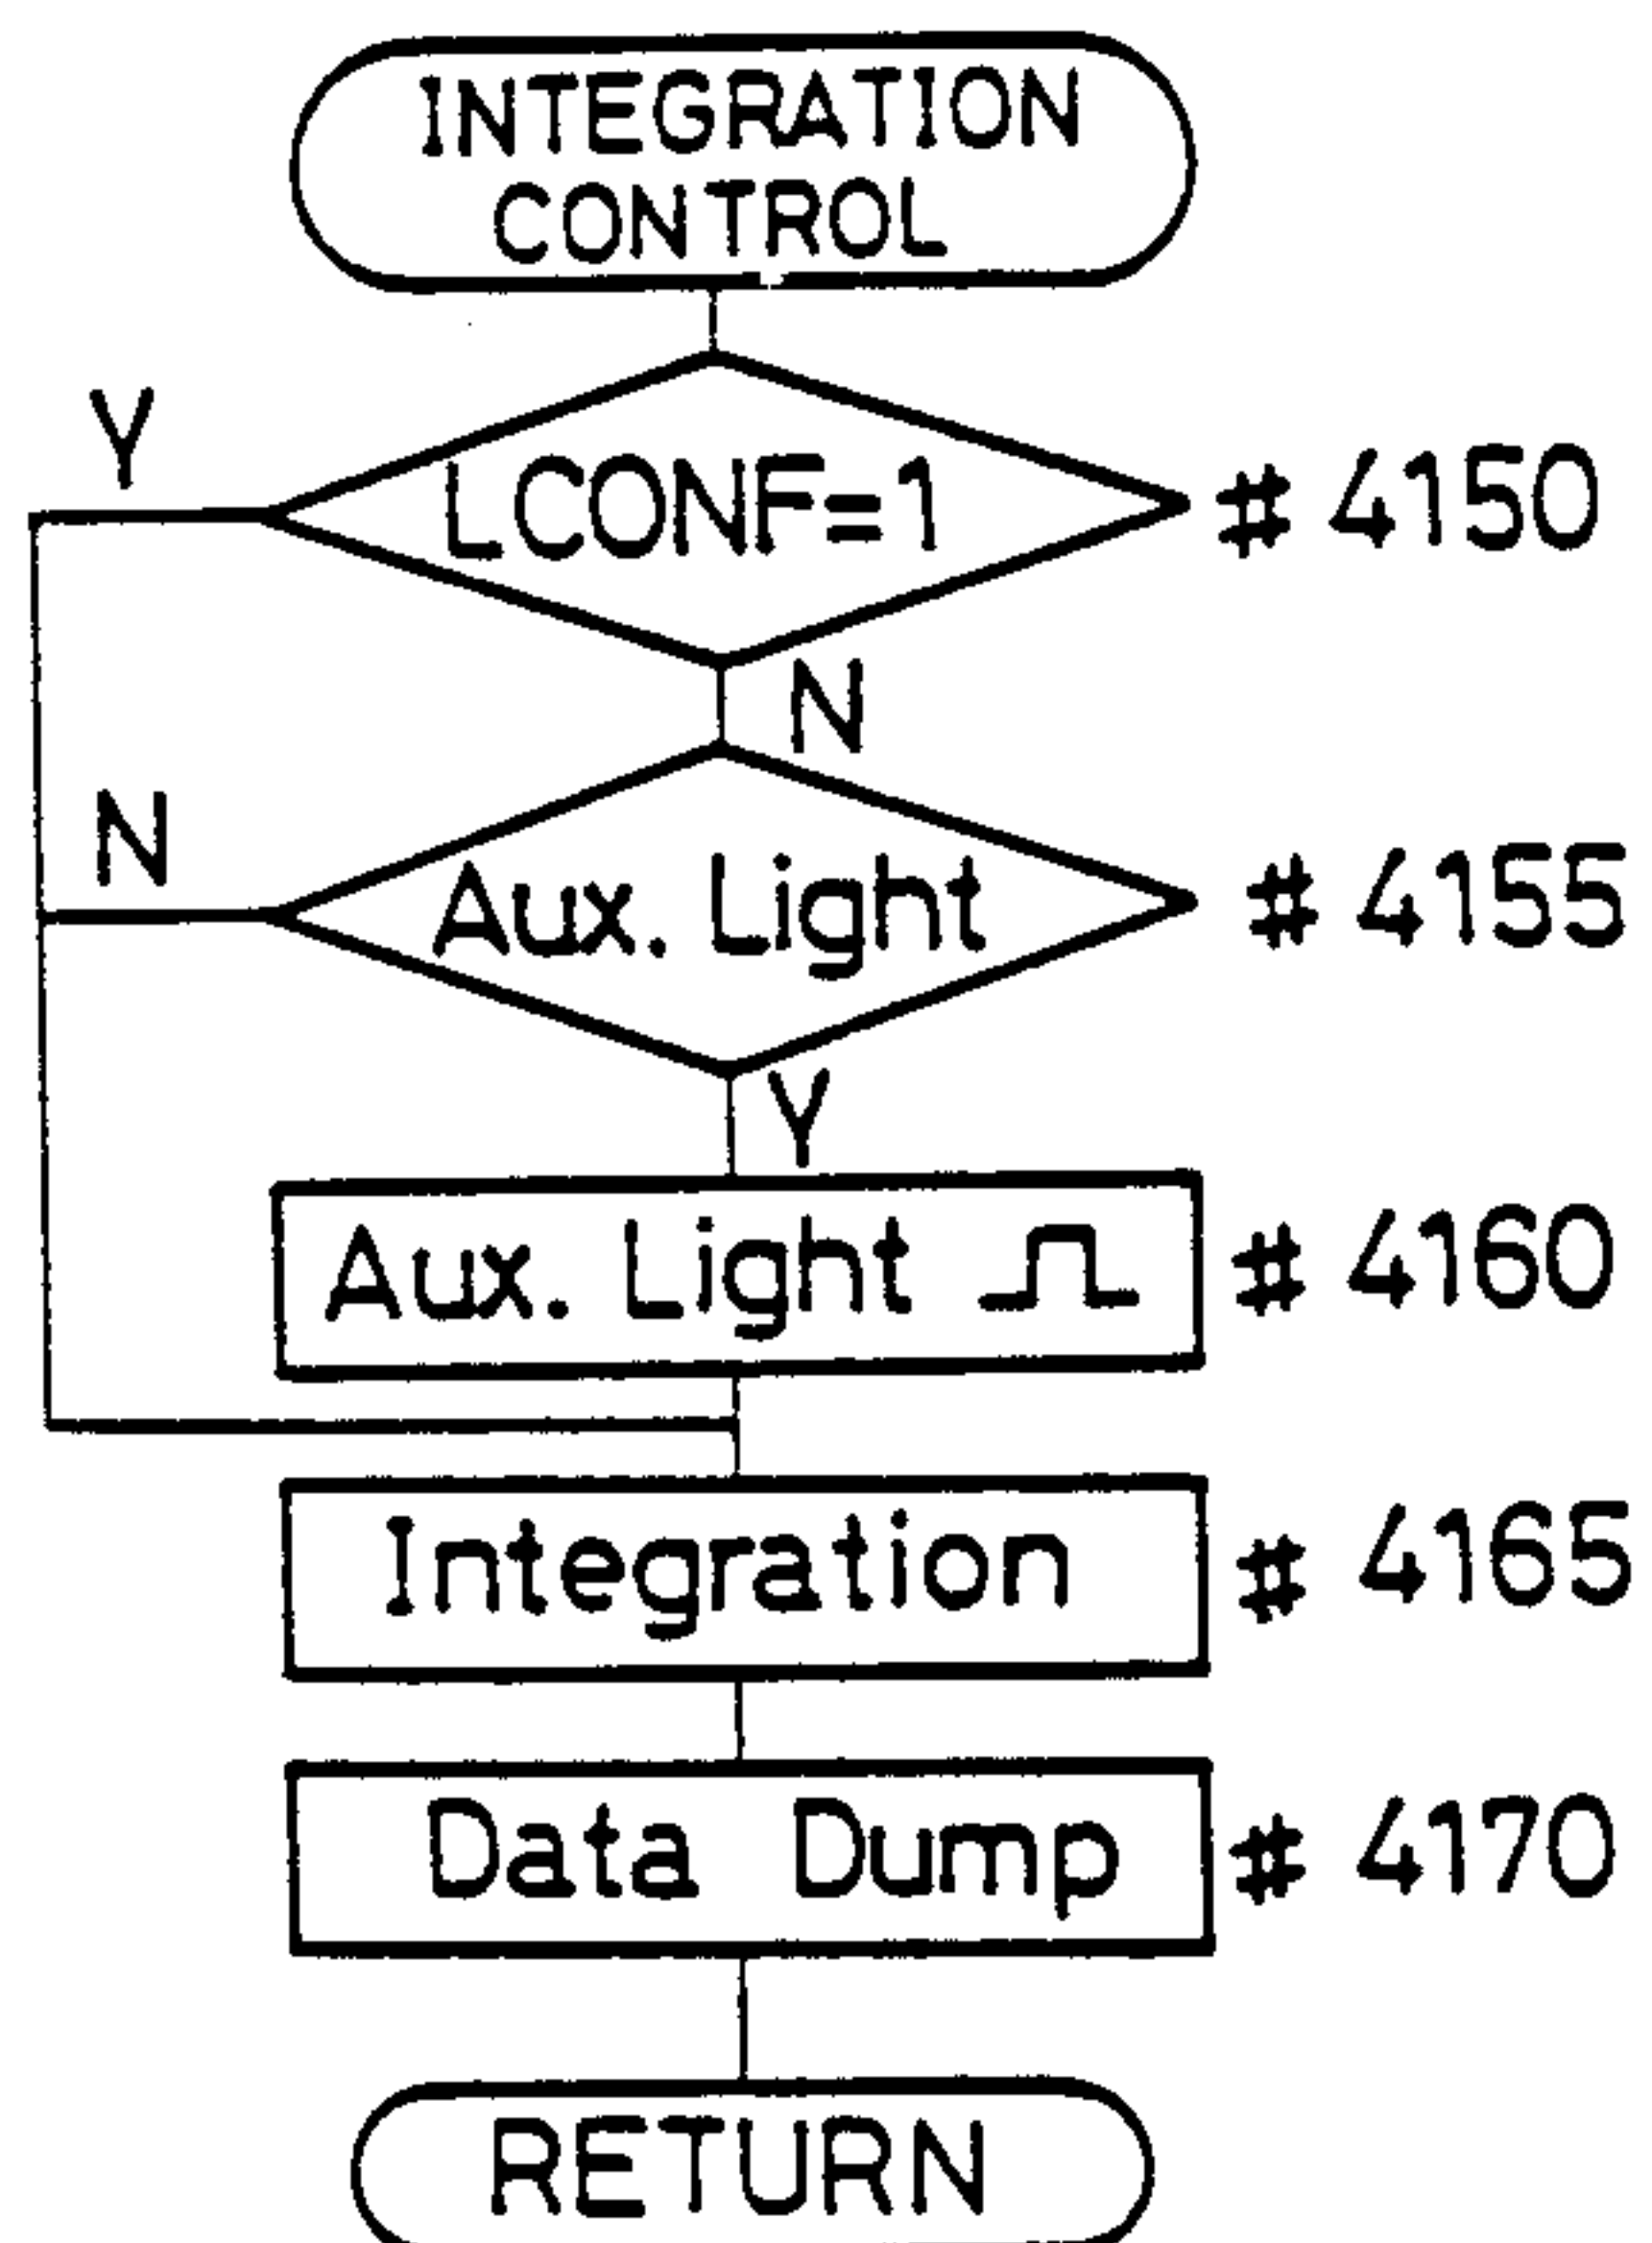 INTEGRATION
CONTROL
Y
LCONF=1 # 4150
N
N
Aux. Light # 4155
Y
Aux. Light # 4160
Integration # 4165
Data Dump # 4170
RETURN